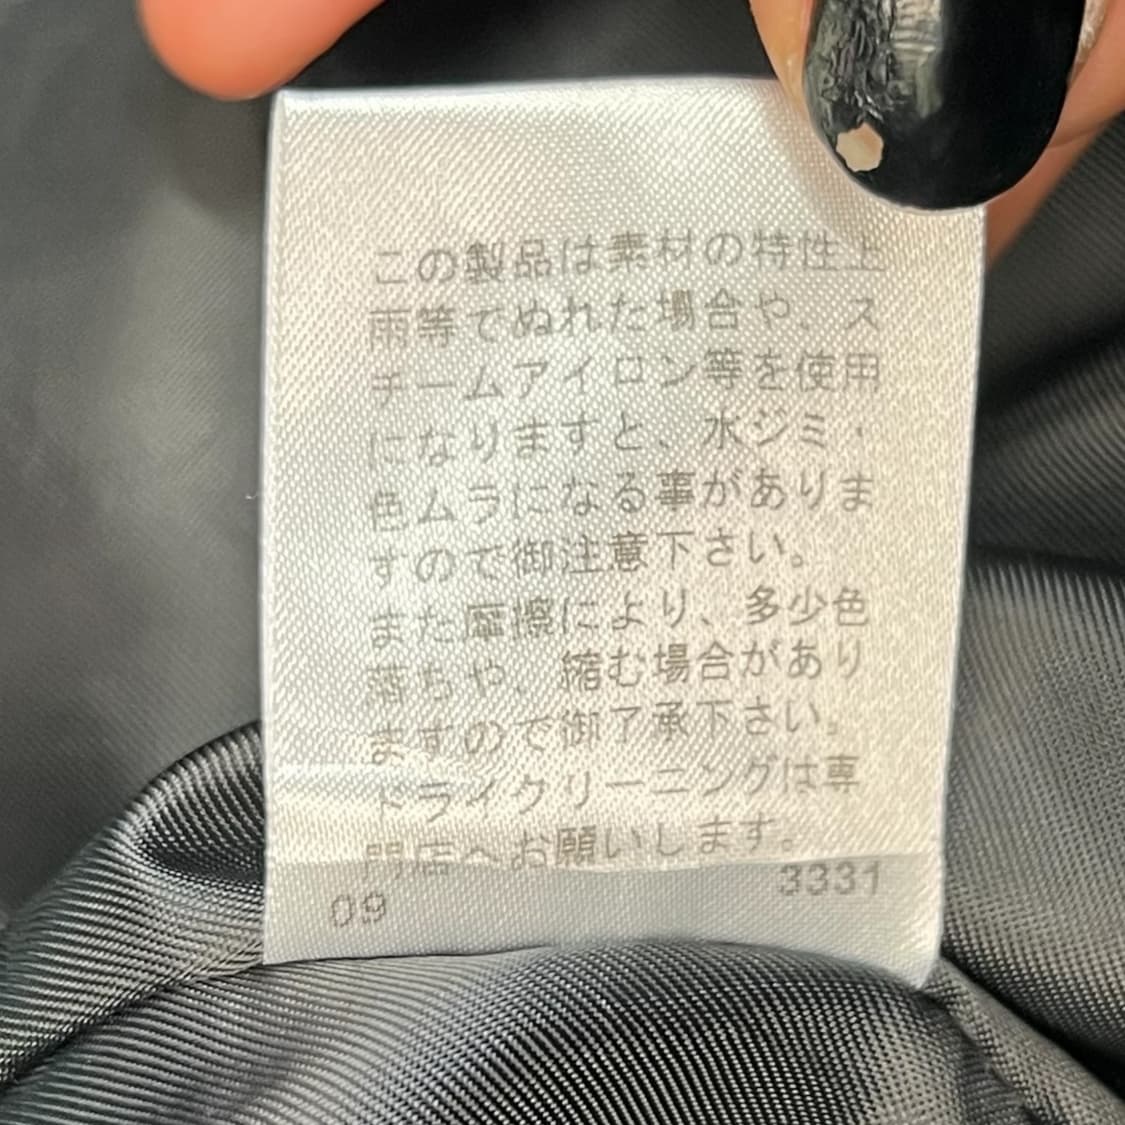 この製品は素材の特性上
雨等でぬれた場合や、ス
チームアイロン等を使用
になりますと、水ジミ・
色ムラになる事がありま
すので御注意下さい。
また摩擦により、多少色
落ちや、縮む場合があり
ますので御了承下さい。
ドライクリーニングは専
門店へお願いします。
3331
09